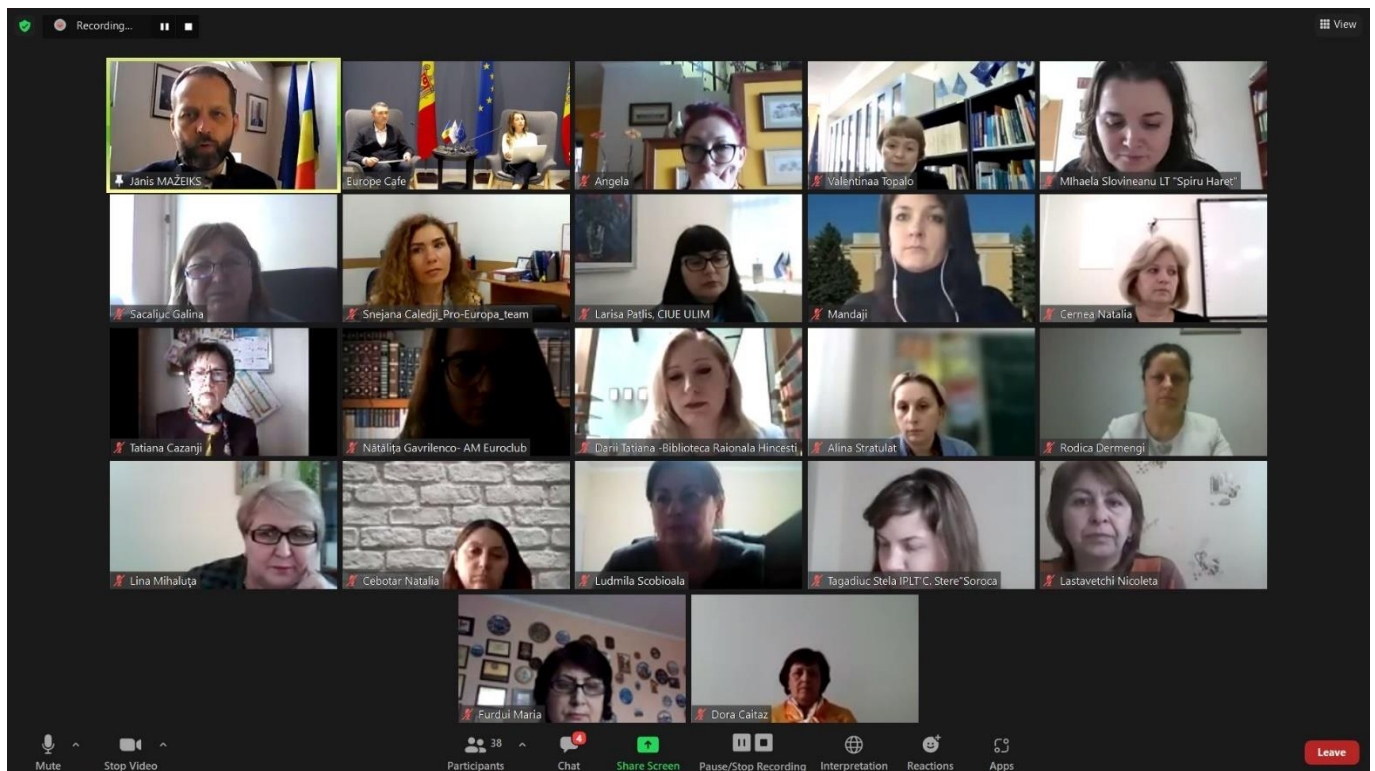 Recording...
View
Jānis MAŽEIKS
Europe Cafe
Angela
Valentinaa Topalo
MIhaela Slovineanu LT "Spiru Haret"
Sacaliuc Galina
Snejana Caledji_Pro-Europa_team
Larisa Patlis, CIUE ULIM
Mandaji
Cernea Natalia
Tatiana Cazanji
Nătălița Gavrilenco- AM Euroclub
Darii Tatiana -Biblioteca Raionala Hincesti
Alina Stratulat
Rodica Dermengi
Lina Mihaluța
Cebotar Natalia
Ludmila Scobioala
Tagadiuc Stela IPLT"C. Stere"Soroca
Lastavetchi Nicoleta
Furdui Maria
Dora Caitaz
38
4
Mute
Stop Video
Participants
Chat
Share Screen
Pause/Stop Recording
Interpretation
Reactions
Apps
Leave